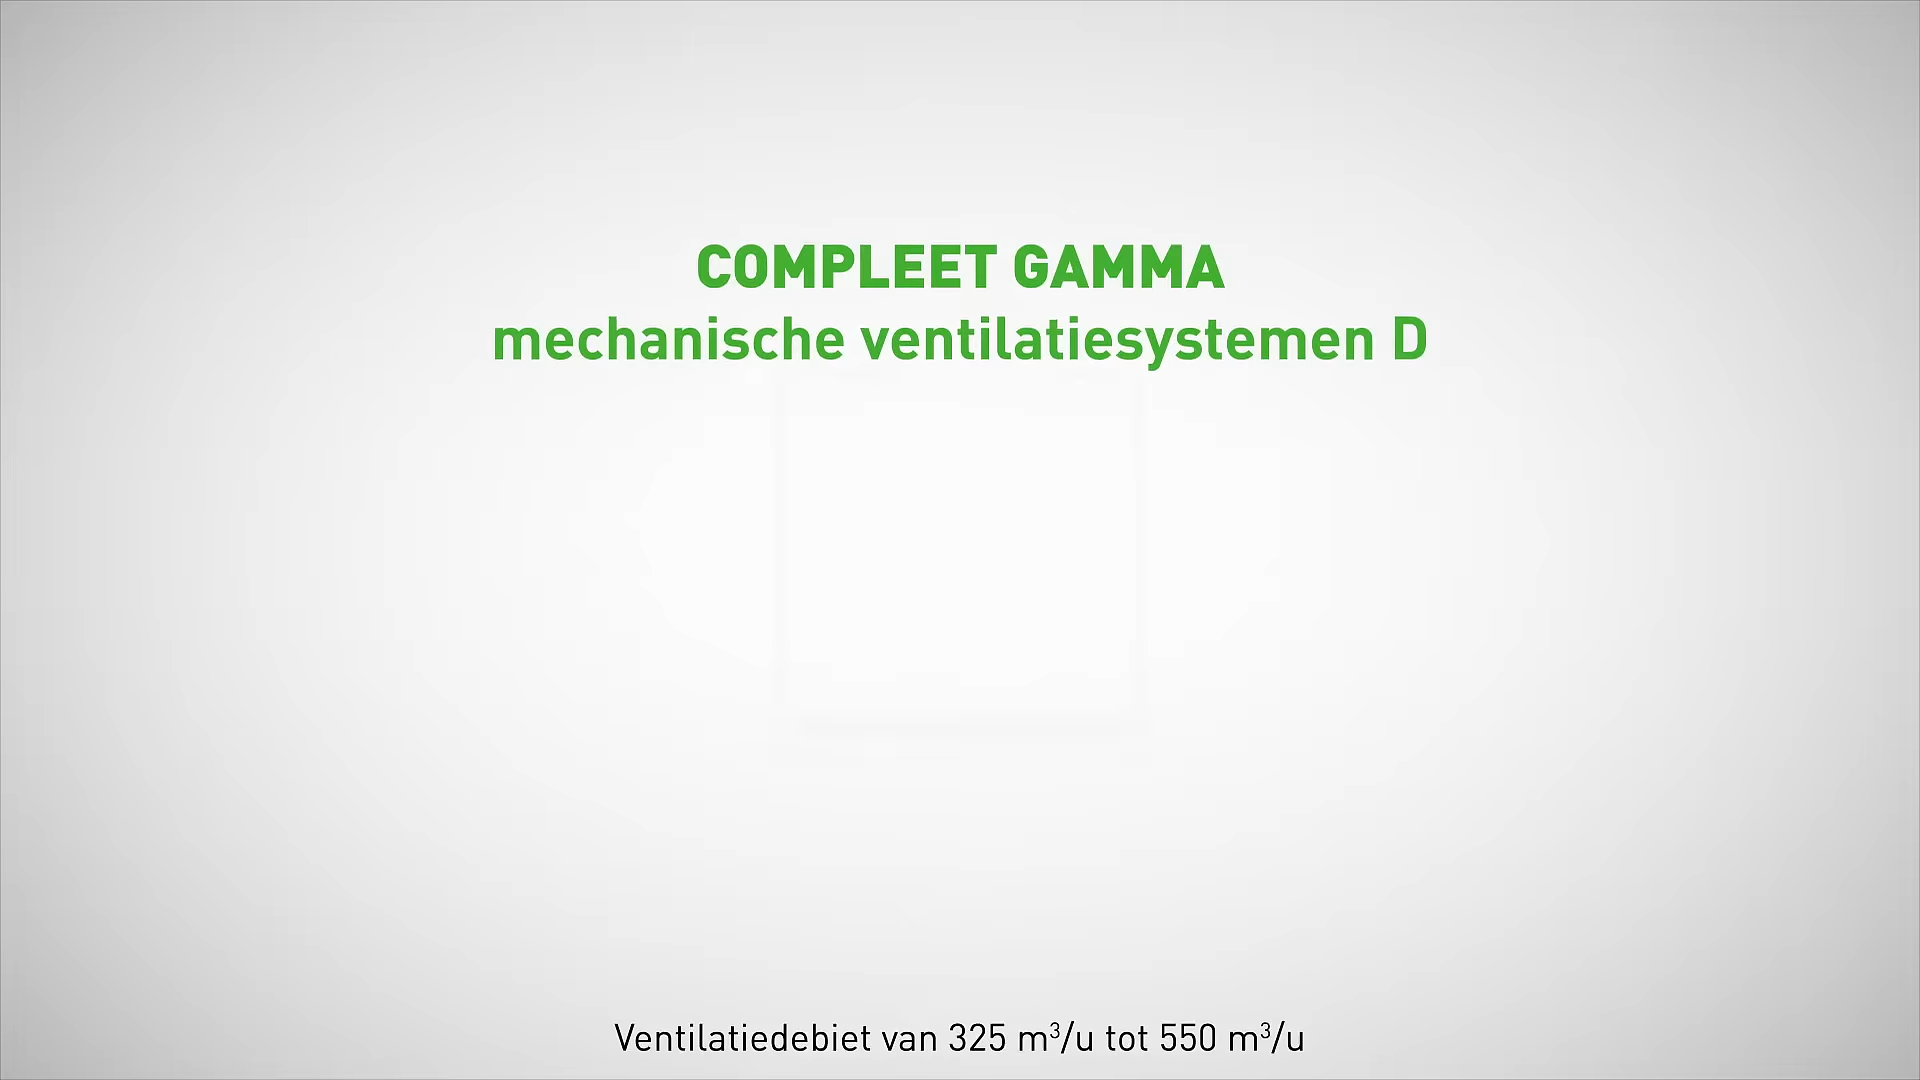 COMPLEET GAMMA
mechanische ventilatiesystemen D
Ventilatiedebiet van 325 m³/u tot 550 m³/u